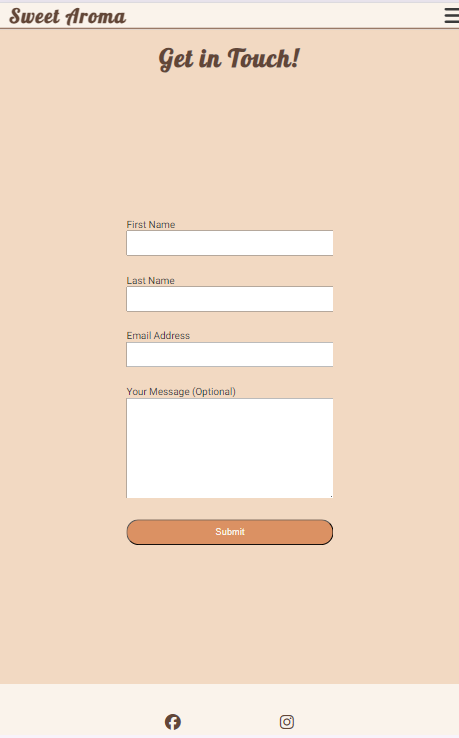 Sweet Aroma
Get in Touch!
First Name
Last Name
Email Address
Your Message (Optional)
Submit